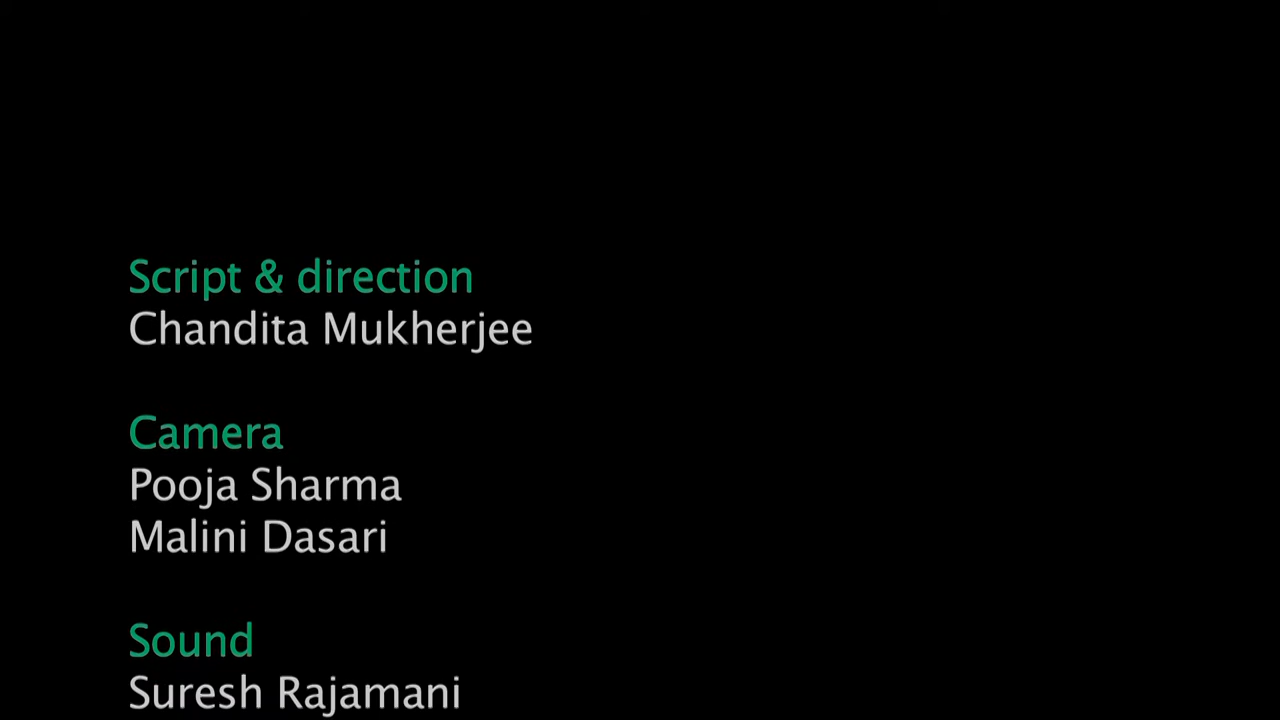 Script & direction
Chandita Mukherjee
Camera
Pooja Sharma
Malini Dasari
Sound
Suresh Rajamani